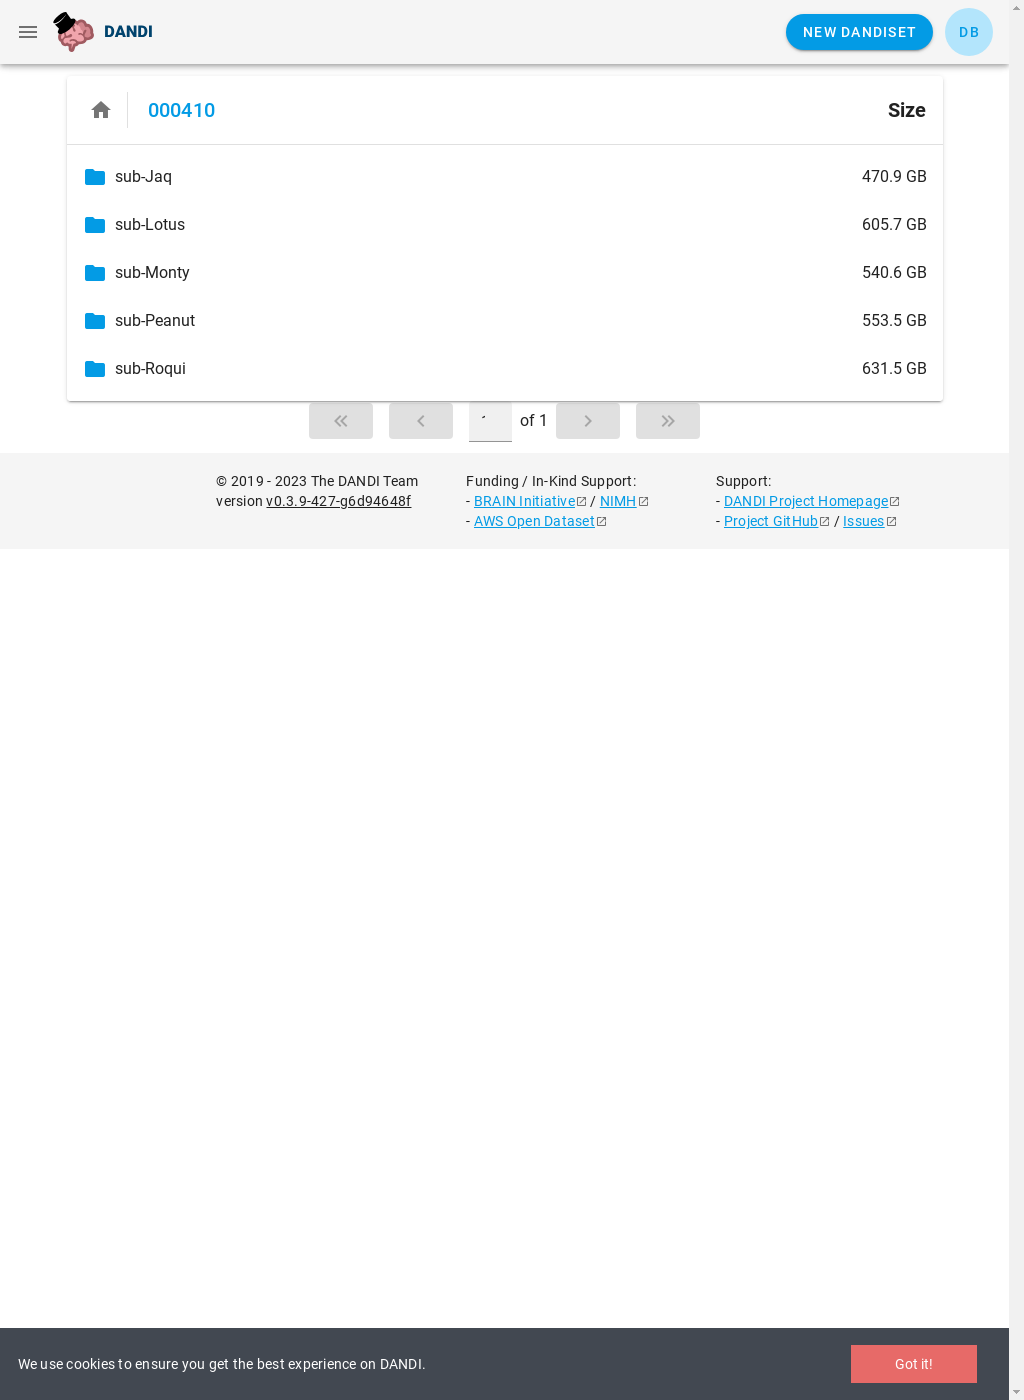 DANDI
NEW DANDISET
DB
000410
Size
sub-Jaq 470.9 GB
sub-Lotus 605.7 GB
sub-Monty 540.6 GB
sub-Peanut 553.5 GB
sub-Roqui 631.5 GB
of 1
© 2019 - 2023 The DANDI Team
version v0.3.9-427-g6d94648f
Funding / In-Kind Support:
- BRAIN Initiative / NIMH
- AWS Open Dataset
Support:
- DANDI Project Homepage
- Project GitHub / Issues
We use cookies to ensure you get the best experience on DANDI.
Got it!